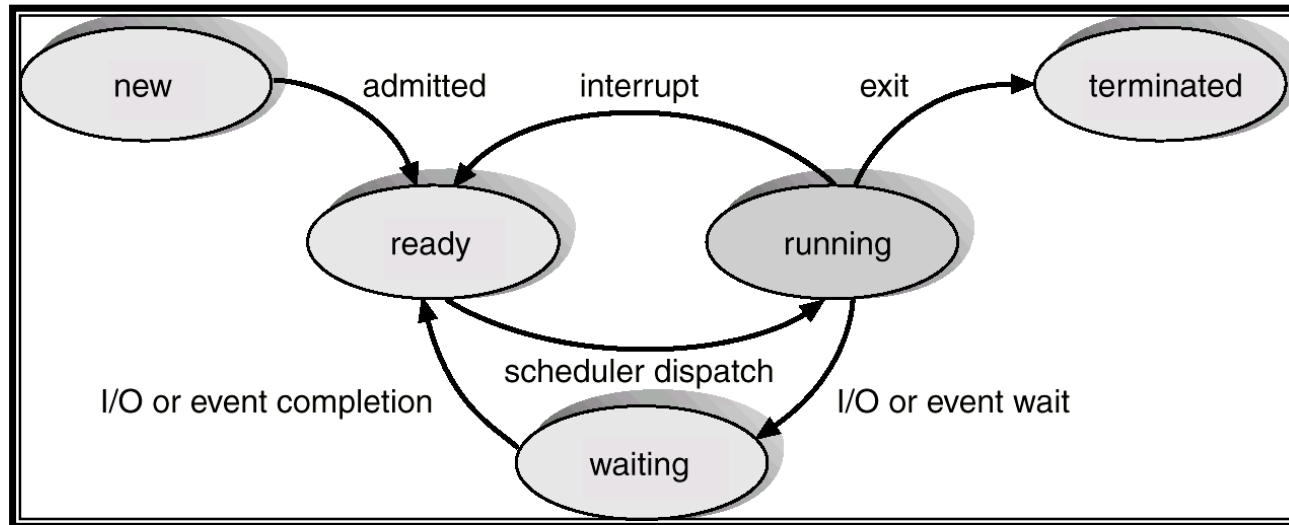 new
admitted
interrupt
exit
terminated
ready
running
scheduler dispatch
I/O or event completion
I/O or event wait
waiting